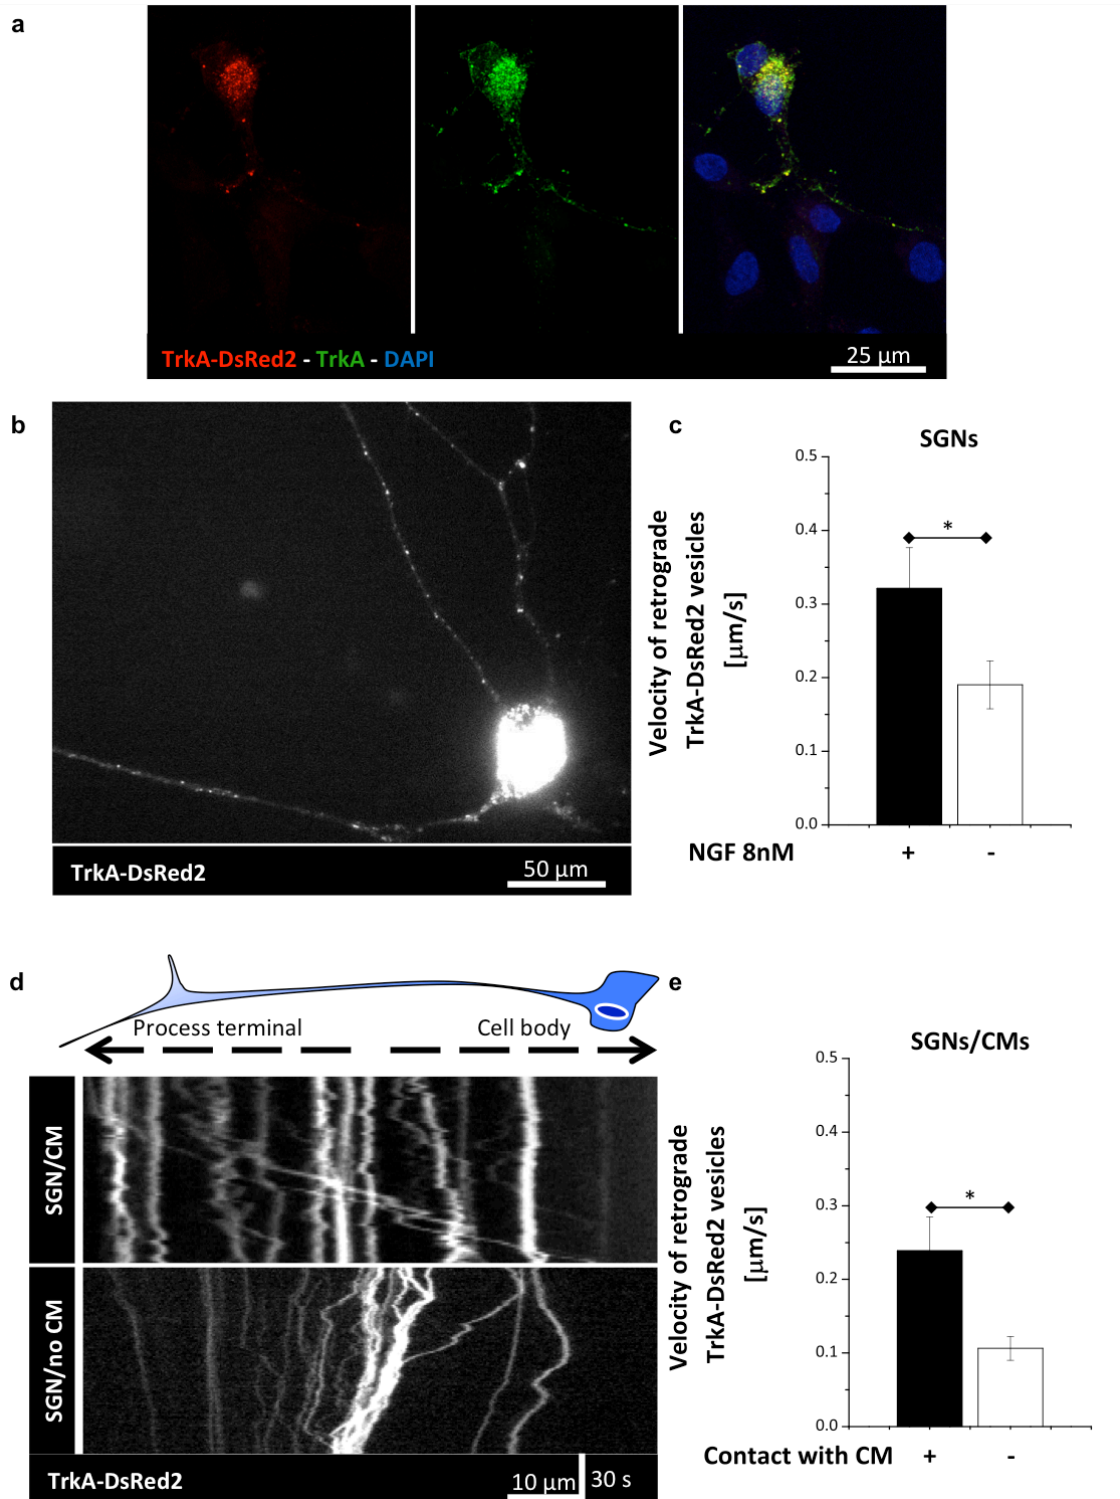 a
TrkA-DsRed2 - TrkA - DAPI
25 µm
b
TrkA-DsRed2
50 µm
c
SGNs
Velocity of retrograde
TrkA-DsRed2 vesicles
[µm/s]
0.5
0.4
0.3
0.2
0.1
0.0
*
NGF 8nM + -
d
Process terminal
Cell body
SGN/CM
SGN/no CM
TrkA-DsRed2
10 µm
30 s
e
SGNs/CMs
Velocity of retrograde
TrkA-DsRed2 vesicles
[µm/s]
0.5
0.4
0.3
0.2
0.1
0.0
*
Contact with CM + -